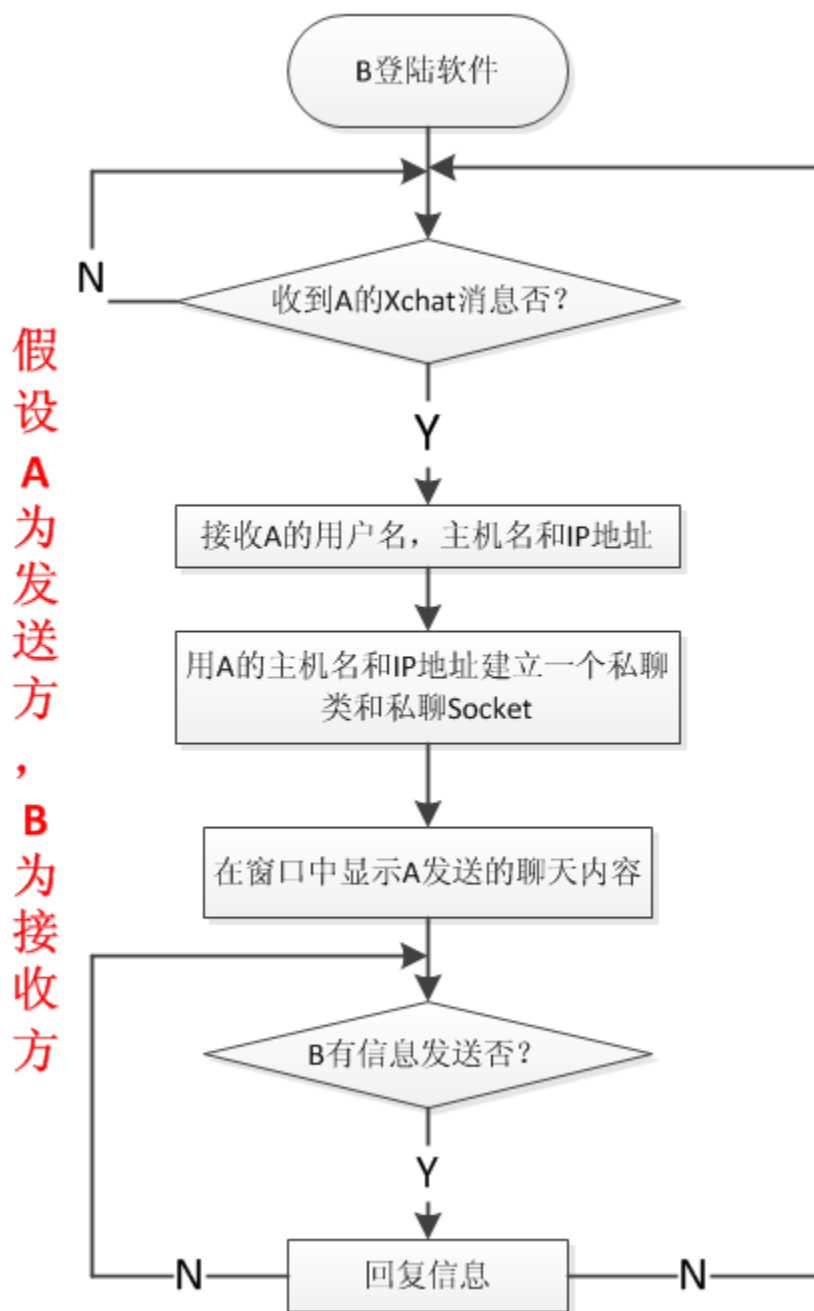 B登陆软件
N
收到A的Xchat消息否？
Y
接收A的用户名，主机名和IP地址
用A的主机名和IP地址建立一个私聊
类和私聊Socket
在窗口中显示A发送的聊天内容
B有信息发送否？
Y
N
回复信息
N
假设A为发送方，B为接收方